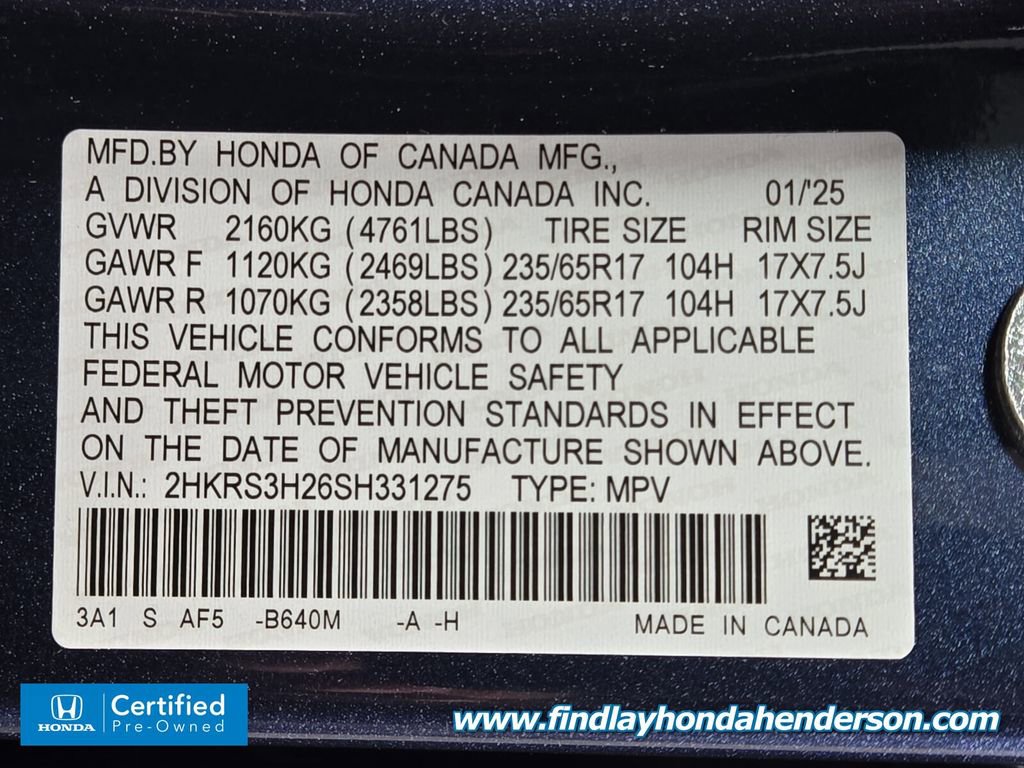 MFD.BY HONDA OF CANADA MFG.,
A DIVISION OF HONDA CANADA INC. 01/'25
GVWR 2160KG (4761LBS) TIRE SIZE RIM SIZE
GAWR F 1120KG (2469LBS) 235/65R17 104H 17X7.5J
GAWR R 1070KG (2358LBS) 235/65R17 104H 17X7.5J
THIS VEHICLE CONFORMS TO ALL APPLICABLE
FEDERAL MOTOR VEHICLE SAFETY
AND THEFT PREVENTION STANDARDS IN EFFECT
ON THE DATE OF MANUFACTURE SHOWN ABOVE.
V.I.N.: 2HKRS3H26SH331275 TYPE: MPV
3A1 S AF5 -B640M -A -H MADE IN CANADA
HONDA Certified Pre-Owned
www.findlayhondahenderson.com